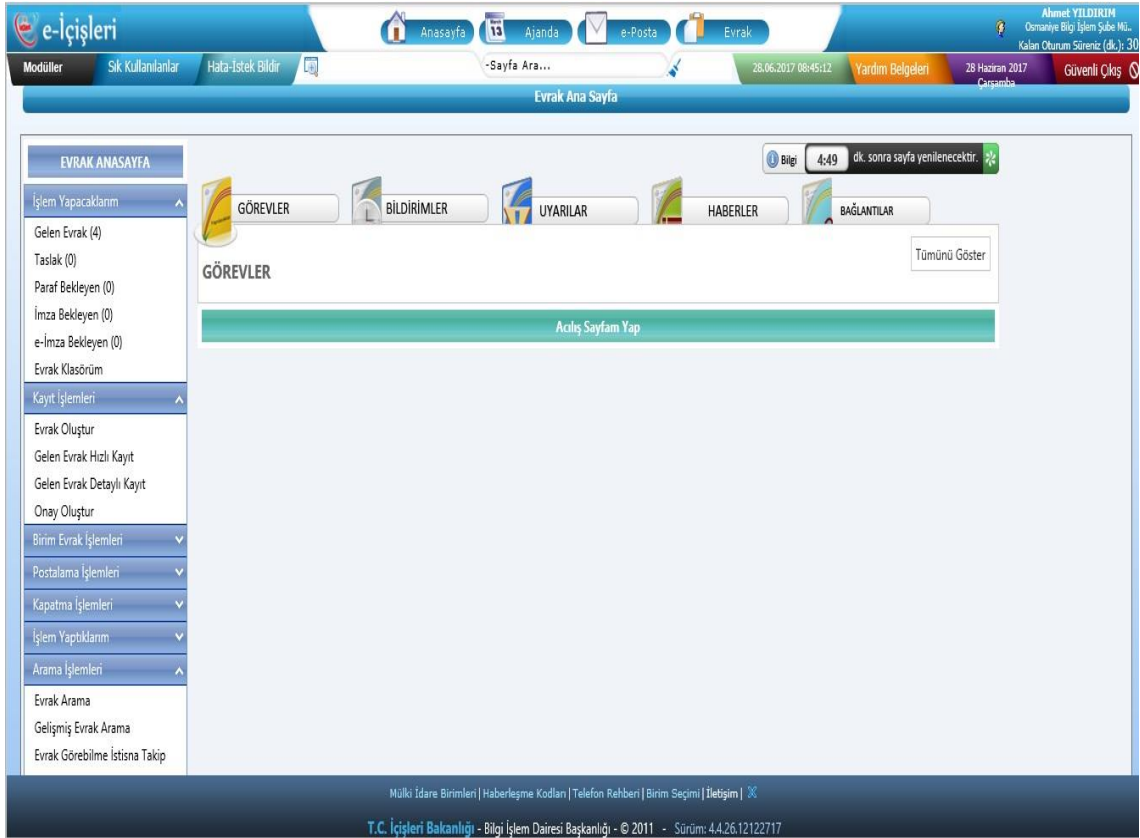 e-İçişleri
Anasayfa
March
13
Ajanda
e-Posta
Evrak
Ahmet YILDIRIM
Osmaniye Bilgi İşlem Şube Mü..
Kalan Oturum Süreniz (dk.): 30
Modüller
Sık Kullanılanlar
Hata-İstek Bildir
-Sayfa Ara...
28.06.2017 08:45:12
Yardım Belgeleri
28 Haziran 2017
Çarşamba
Güvenli Çıkış
Evrak Ana Sayfa
EVRAK ANASAYFA
Bilgi
4:49
dk. sonra sayfa yenilenecektir.
İşlem Yapacaklarım
GÖREVLER
BİLDİRİMLER
UYARILAR
HABERLER
BAĞLANTILAR
Gelen Evrak (4)
Taslak (0)
Paraf Bekleyen (0)
İmza Bekleyen (0)
e-İmza Bekleyen (0)
Evrak Klasörüm
GÖREVLER
Tümünü Göster
Acılış Sayfam Yap
Kayıt İşlemleri
Evrak Oluştur
Gelen Evrak Hızlı Kayıt
Gelen Evrak Detaylı Kayıt
Onay Oluştur
Birim Evrak İşlemleri
Postalama İşlemleri
Kapatma İşlemleri
İşlem Yaptıklarım
Arama İşlemleri
Evrak Arama
Gelişmiş Evrak Arama
Evrak Görebilme İstisna Takip
Mülki İdare Birimleri | Haberleşme Kodları | Telefon Rehberi | Birim Seçimi | İletişim |
T.C. İçişleri Bakanlığı - Bilgi İşlem Dairesi Başkanlığı - © 2011 - Sürüm: 4.4.26.12122717